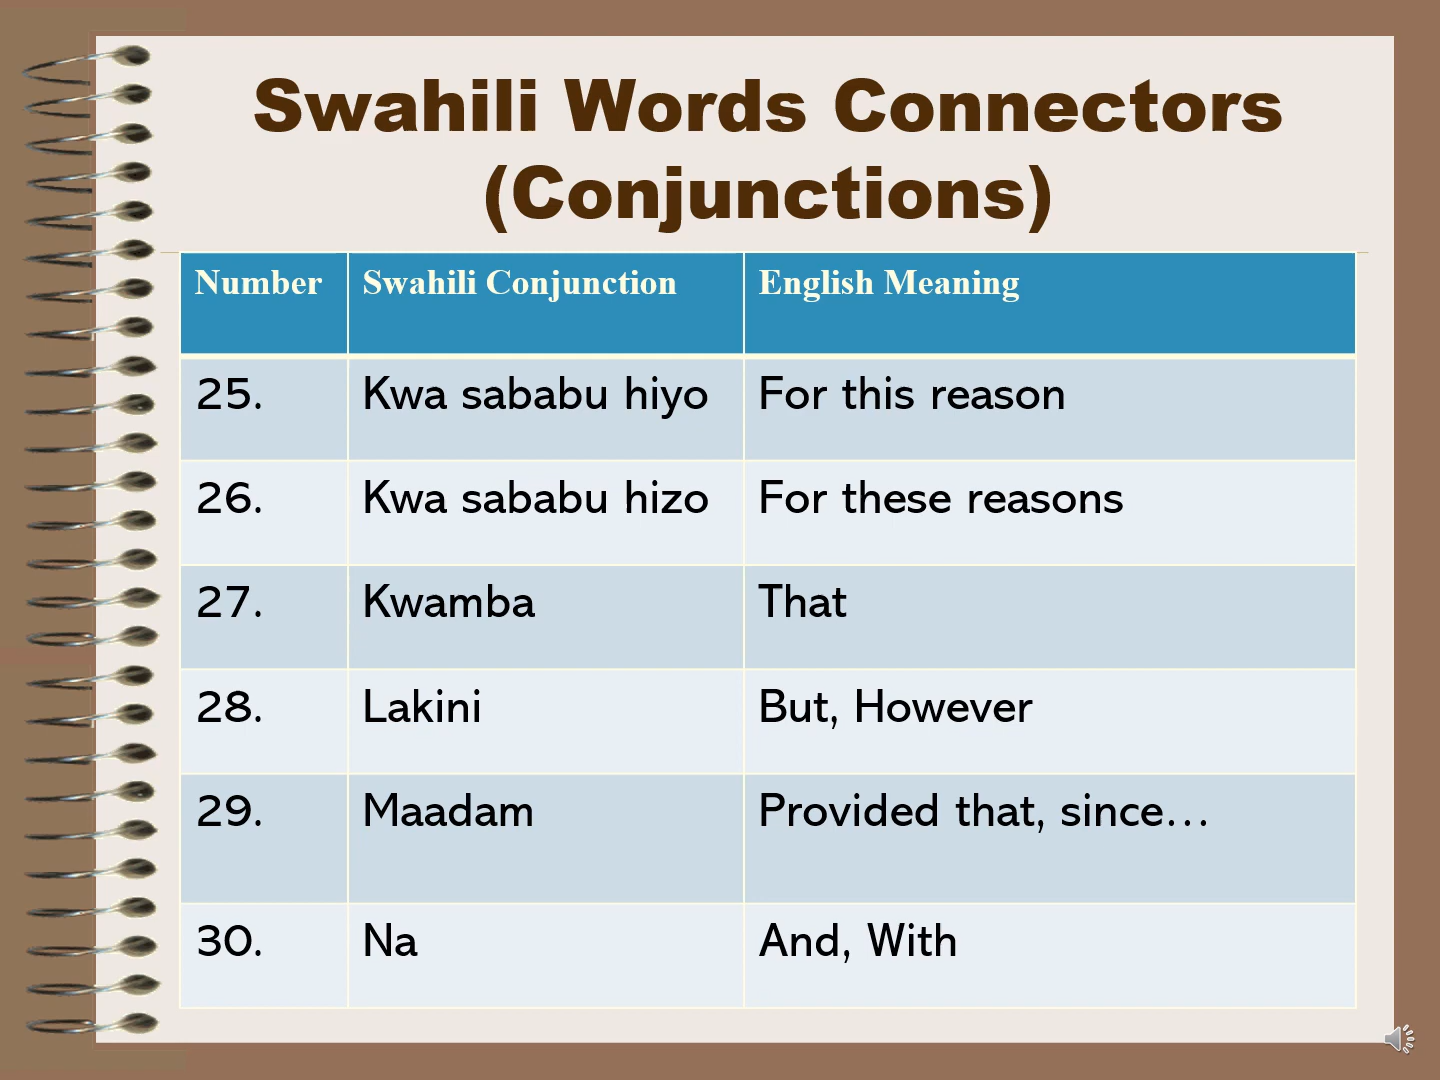 Swahili Words Connectors
(Conjunctions)
Number Swahili Conjunction English Meaning
25. Kwa sababu hiyo For this reason
26. Kwa sababu hizo For these reasons
27. Kwamba That
28. Lakini But, However
29. Maadam Provided that, since…
30. Na And, With